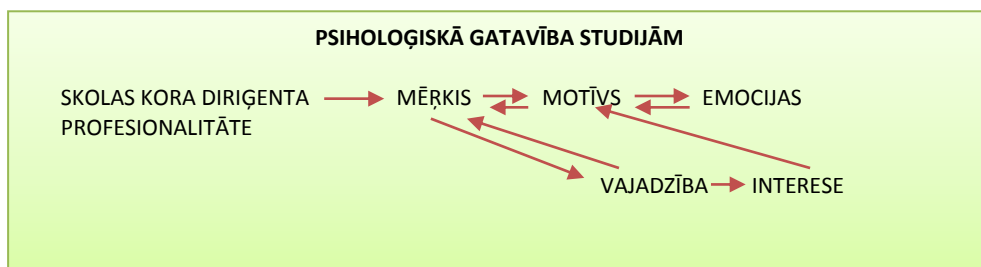 PSIHOLOĢISKĀ GATAVĪBA STUDIJĀM
SKOLAS KORA DIRIĢENTA MĒRĶIS MOTĪVS EMOCIJAS
PROFESIONALITĀTE
VAJADZĪBA INTERESE